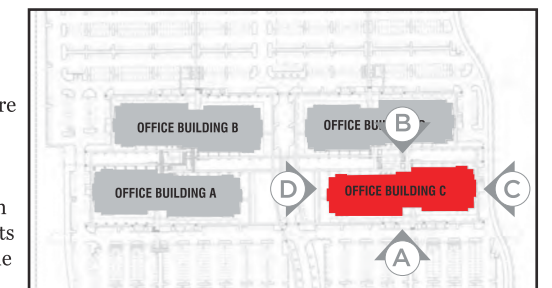 re
n
ts
e
OFFICE BUILDING B
OFFICE BU
B
OFFICE BUILDING A
D
OFFICE BUILDING C
C
A